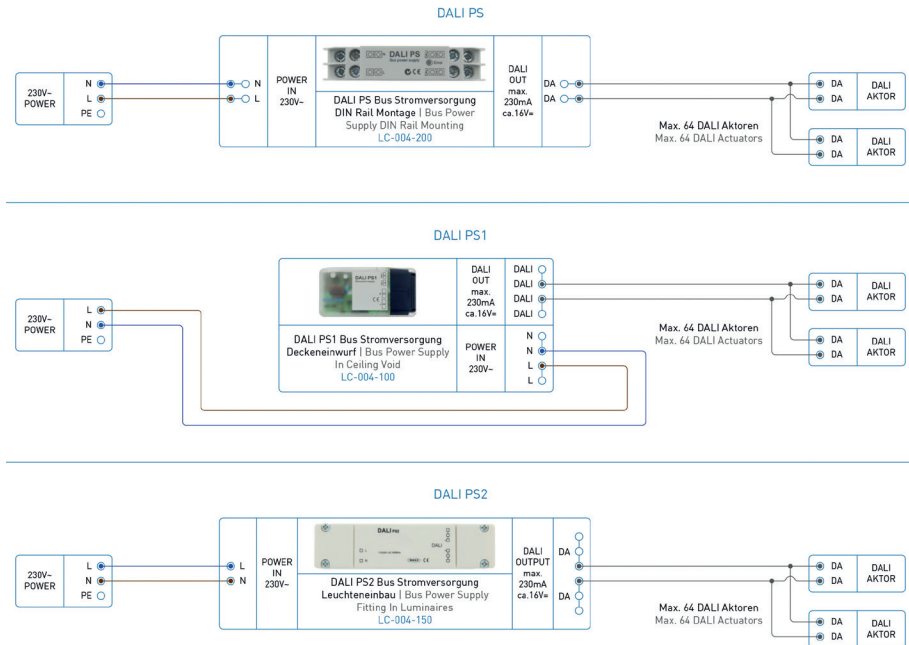 DALI PS
230V~
POWER
N
L
PE
N
L
POWER
IN
230V~
DALI PS
Bus power supply
DALI PS Bus Stromversorgung
DIN Rail Montage | Bus Power
Supply DIN Rail Mounting
LC-004-200
DALI
OUT
max.
230mA
ca.16V=
DA
DA
Max. 64 DALI Aktoren
Max. 64 DALI Actuators
DA
DA
DALI
AKTOR
DA
DA
DALI
AKTOR
DALI PS1
230V~
POWER
L
N
PE
DALI PS1
DALI PS1 Bus Stromversorgung
Deckeneinwurf | Bus Power Supply
In Ceiling Void
LC-004-100
DALI
OUT
max.
230mA
ca.16V=
DALI
DALI
DALI
DALI
POWER
IN
230V~
N
N
L
L
Max. 64 DALI Aktoren
Max. 64 DALI Actuators
DA
DA
DALI
AKTOR
DA
DA
DALI
AKTOR
DALI PS2
230V~
POWER
L
N
PE
L
N
POWER
IN
230V~
DALI PS2
DALI
DALI PS2 Bus Stromversorgung
Leuchteneinbau | Bus Power Supply
Fitting In Luminaires
LC-004-150
DALI
OUTPUT
max.
230mA
ca.16V=
DA
DA
Max. 64 DALI Aktoren
Max. 64 DALI Actuators
DA
DA
DALI
AKTOR
DA
DA
DALI
AKTOR